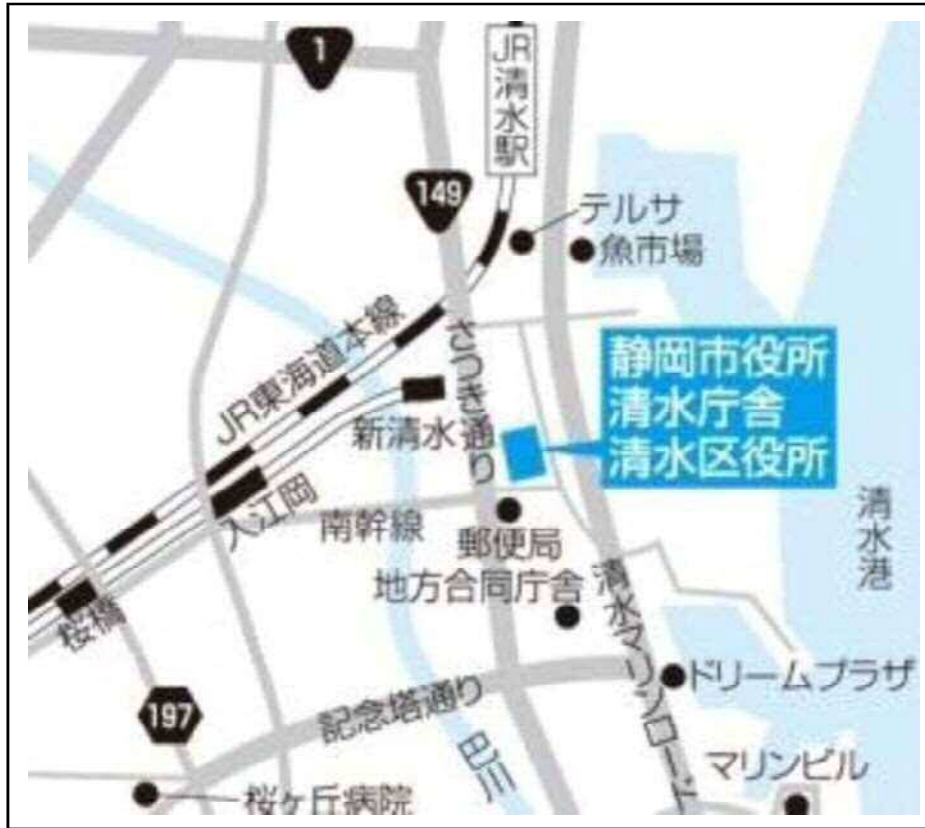 1
JR清水駅
149
テルサ
魚市場
JR東海道本線
さつき通り
静岡市役所
清水庁舎
清水区役所
新清水
入江岡
南幹線
郵便局
清水港
地方合同庁舎
桜橋
清水マリンロード
ドリームプラザ
197
記念塔通り
巴川
マリンビル
桜ヶ丘病院